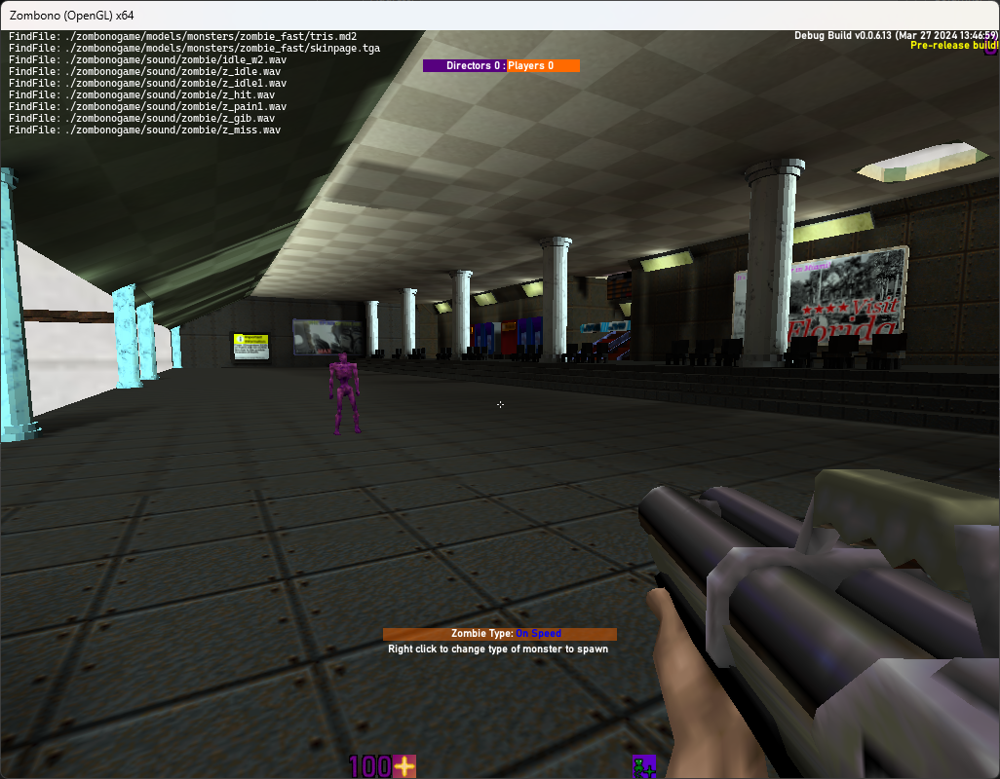 Zombono (OpenGL) x64
FindFile: ./zombonogame/models/monsters/zombie_fast/tris.md2
FindFile: ./zombonogame/models/monsters/zombie_fast/skinpage.tga
FindFile: ./zombonogame/sound/zombie/idle_w2.wav
FindFile: ./zombonogame/sound/zombie/z_idle.wav
FindFile: ./zombonogame/sound/zombie/z_idle1.wav
FindFile: ./zombonogame/sound/zombie/z_hit.wav
FindFile: ./zombonogame/sound/zombie/z_pain1.wav
FindFile: ./zombonogame/sound/zombie/z_gib.wav
FindFile: ./zombonogame/sound/zombie/z_miss.wav
Debug Build v0.0.6.13 (Mar 27 2024 13:46:59)
Pre-release build!
Directors 0 : Players 0
Visit
Florida
Zombie Type: On Speed
Right click to change type of monster to spawn
100